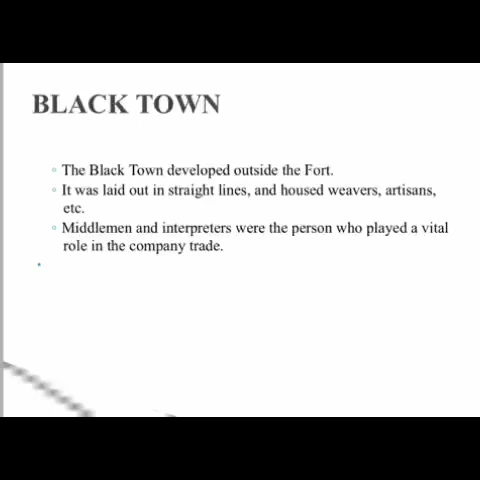 BLACK TOWN
The Black Town developed outside the Fort.
It was laid out in straight lines, and housed weavers, artisans,
etc.
Middlemen and interpreters were the person who played a vital
role in the company trade.